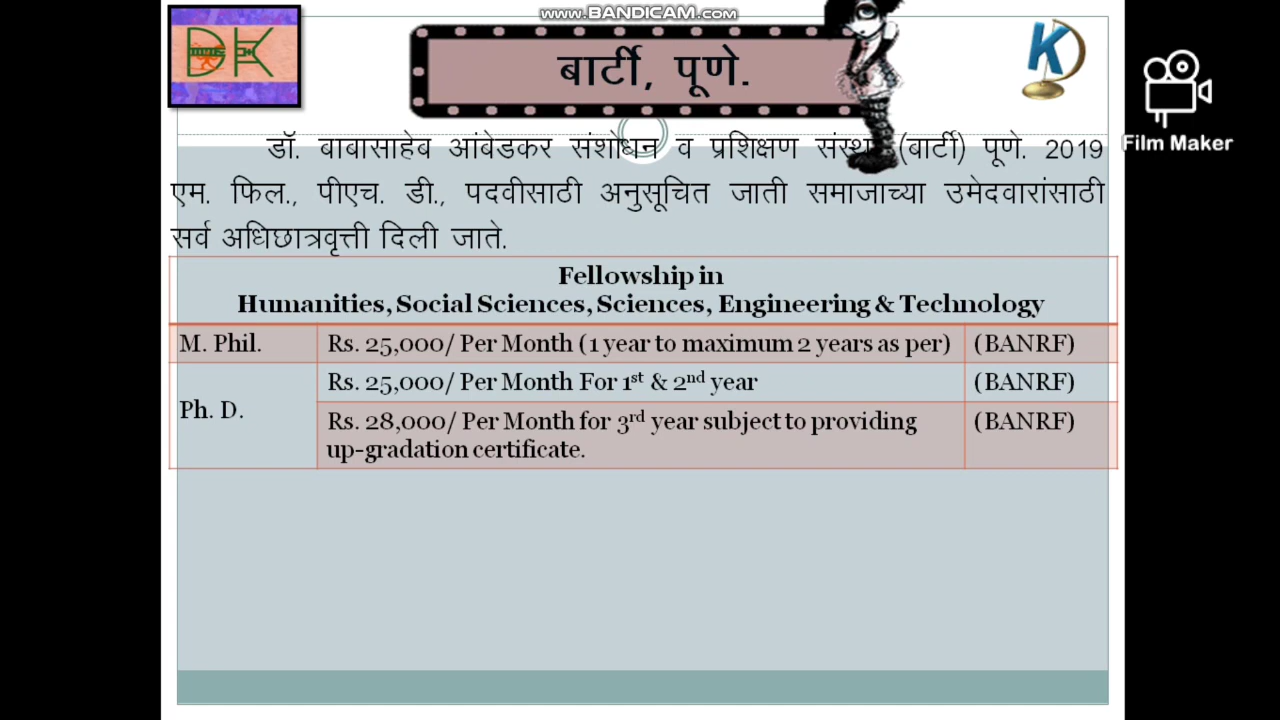 www.BANDICAM.com
DK
बार्टी, पूणे.
K
Film Maker
डॉ. बाबासाहेब आंबेडकर संशोधन व प्रशिक्षण (बार्टी) पूणे. 2019
एम. फिल., पीएच. डी., पदवीसाठी अनुसूचित जाती समाजाच्या उमेदवारांसाठी
सर्व अधिछात्रवृत्ती दिली जाते.
Fellowship in
Humanities, Social Sciences, Sciences, Engineering & Technology
M. Phil. Rs. 25,000/ Per Month (1 year to maximum 2 years as per) (BANRF)
Ph. D. Rs. 25,000/ Per Month For 1st & 2nd year (BANRF)
Rs. 28,000/ Per Month for 3rd year subject to providing (BANRF)
up-gradation certificate.